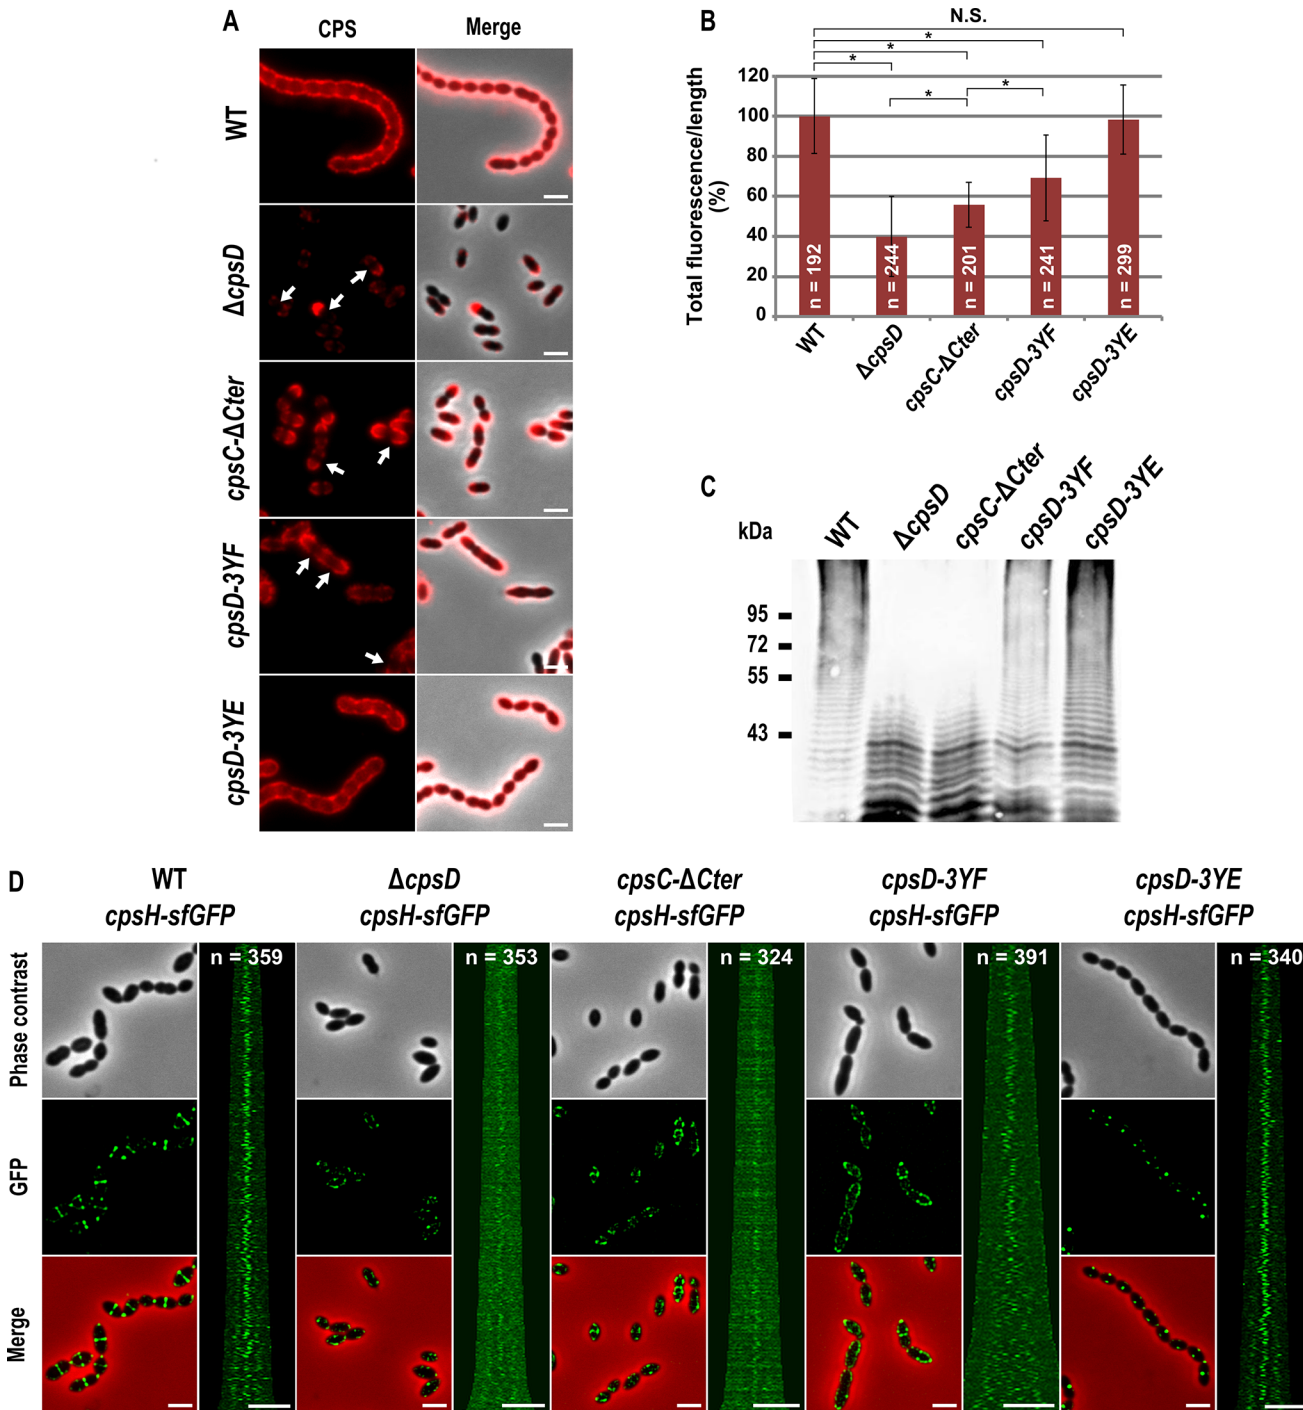 A
CPS
Merge
WT
ΔcpsD
cpsC-ΔCter
cpsD-3YF
cpsD-3YE
B
N.S.
*
*
*
*
*
Total fluorescence/length
(%)
120
100
80
60
40
20
0
n = 192
n = 244
n = 201
n = 241
n = 299
WT
ΔcpsD
cpsC-ΔCter
cpsD-3YF
cpsD-3YE
C
kDa
WT
ΔcpsD
cpsC-ΔCter
cpsD-3YF
cpsD-3YE
95
72
55
43
D
WT
cpsH-sfGFP
ΔcpsD
cpsH-sfGFP
cpsC-ΔCter
cpsH-sfGFP
cpsD-3YF
cpsH-sfGFP
cpsD-3YE
cpsH-sfGFP
Phase contrast
GFP
Merge
n = 359
n = 353
n = 324
n = 391
n = 340